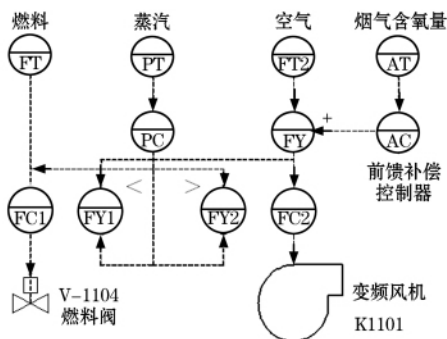 燃料 蒸汽 空气 烟气含氧量
FT PT FT2 AT
PC FY + AC
前馈补偿
控制器
FC1 FY1 < > FY2 FC2
V-1104
燃料阀
变频风机
K1101